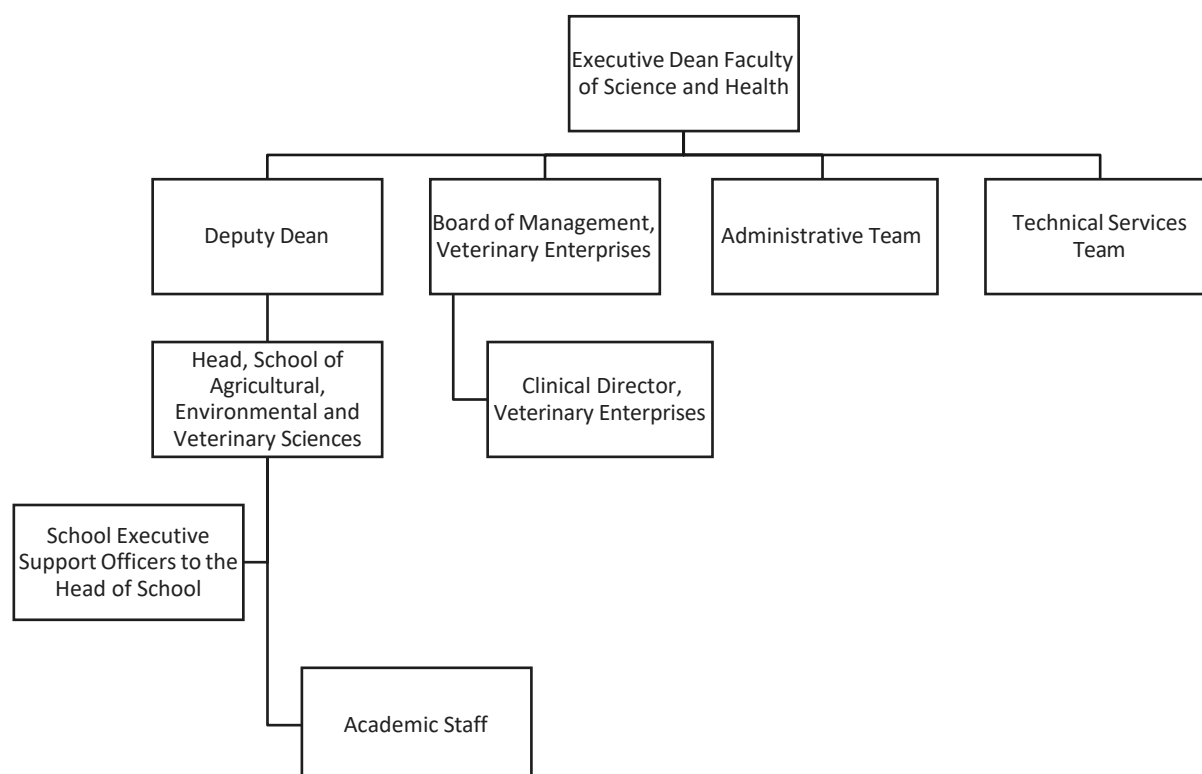 Executive Dean Faculty
of Science and Health
Deputy Dean
Board of Management,
Veterinary Enterprises
Administrative Team
Technical Services
Team
Head, School of
Agricultural,
Environmental and
Veterinary Sciences
Clinical Director,
Veterinary Enterprises
School Executive
Support Officers to the
Head of School
Academic Staff